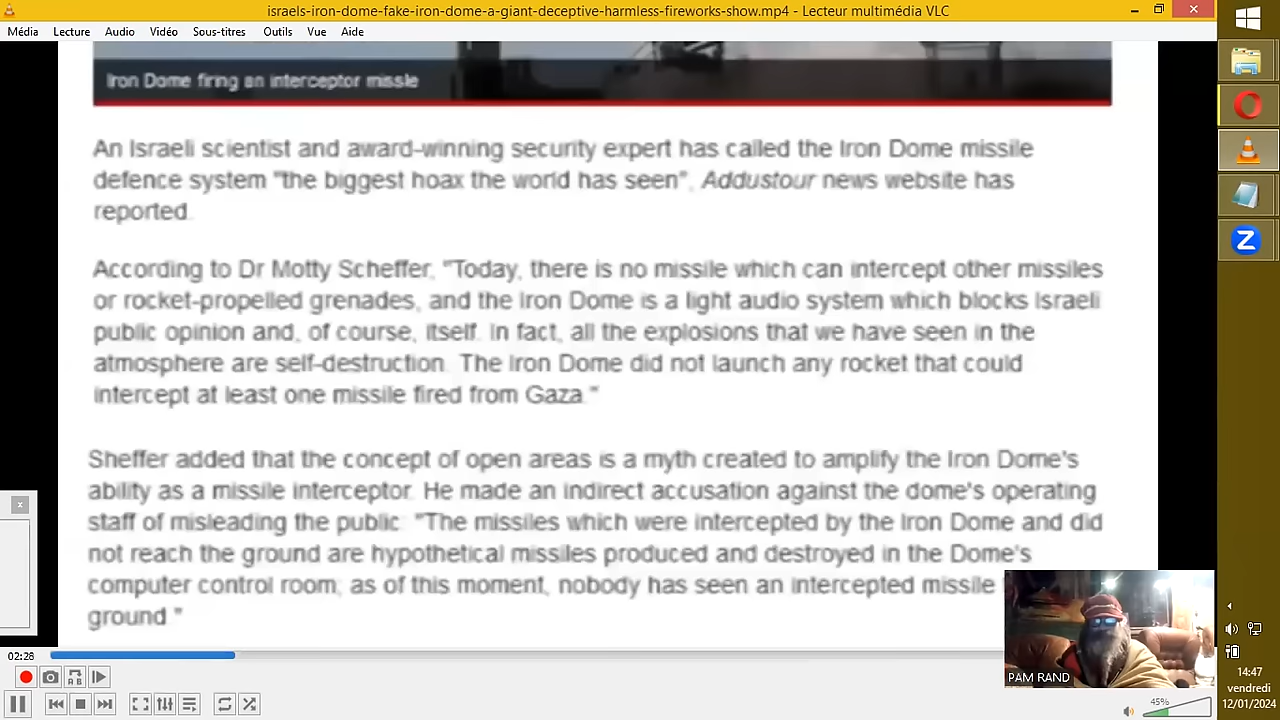 israels-iron-dome-fake-iron-dome-a-giant-deceptive-harmless-fireworks-show.mp4 - Lecteur multimédia VLC
Média Lecture Audio Vidéo Sous-titres Outils Vue Aide
Iron Dome firing an interceptor missile
An Israeli scientist and award-winning security expert has called the Iron Dome missile
defence system "the biggest hoax the world has seen", Addustour news website has
reported.
According to Dr Motty Scheffer, "Today, there is no missile which can intercept other missiles
or rocket-propelled grenades, and the Iron Dome is a light audio system which blocks Israeli
public opinion and, of course, itself. In fact, all the explosions that we have seen in the
atmosphere are self-destruction. The Iron Dome did not launch any rocket that could
intercept at least one missile fired from Gaza."
Sheffer added that the concept of open areas is a myth created to amplify the Iron Dome's
ability as a missile interceptor. He made an indirect accusation against the dome's operating
staff of misleading the public: "The missiles which were intercepted by the Iron Dome and did
not reach the ground are hypothetical missiles produced and destroyed in the Dome's
computer control room; as of this moment, nobody has seen an intercepted missile
ground."
PAM RAND
02:28
45%
14:47
vendredi
12/01/2024